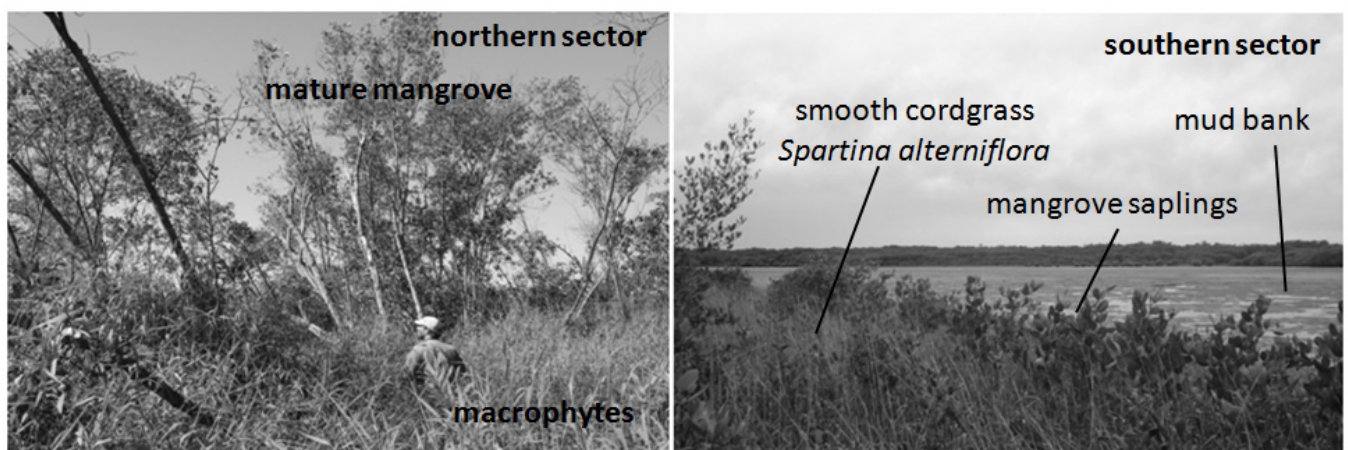 northern sector
mature mangrove
macrophytes
southern sector
smooth cordgrass
Spartina alterniflora
mud bank
mangrove saplings